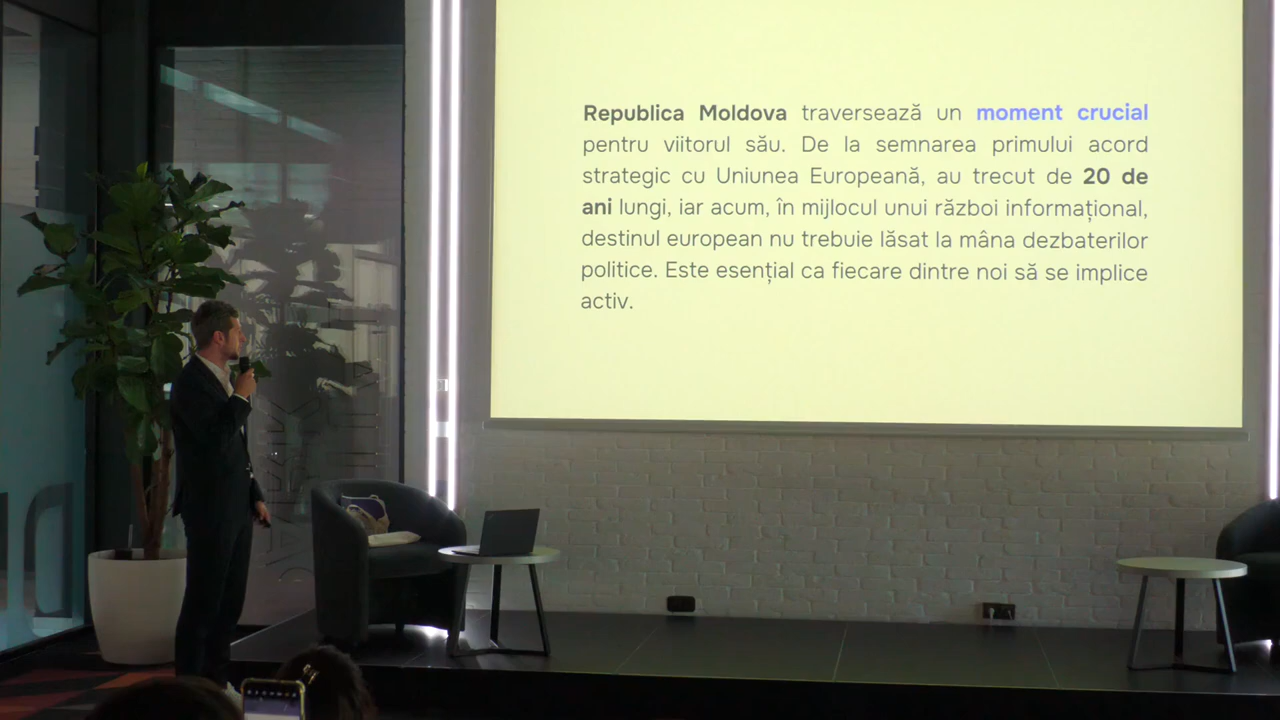 Republica Moldova traversează un moment crucial
pentru viitorul său. De la semnarea primului acord
strategic cu Uniunea Europeană, au trecut de 20 de
ani lungi, iar acum, în mijlocul unui război informațional,
destinul european nu trebuie lăsat la mâna dezbaterilor
politice. Este esențial ca fiecare dintre noi să se implice
activ.